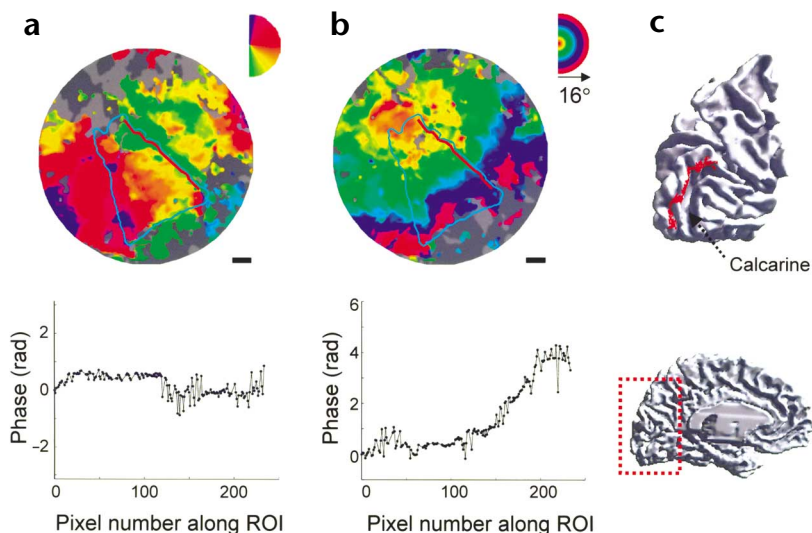 a
b
c
16°
Calcarine
Phase (rad)
2
0
−2
0
100
200
Pixel number along ROI
Phase (rad)
6
4
2
0
0
100
200
Pixel number along ROI